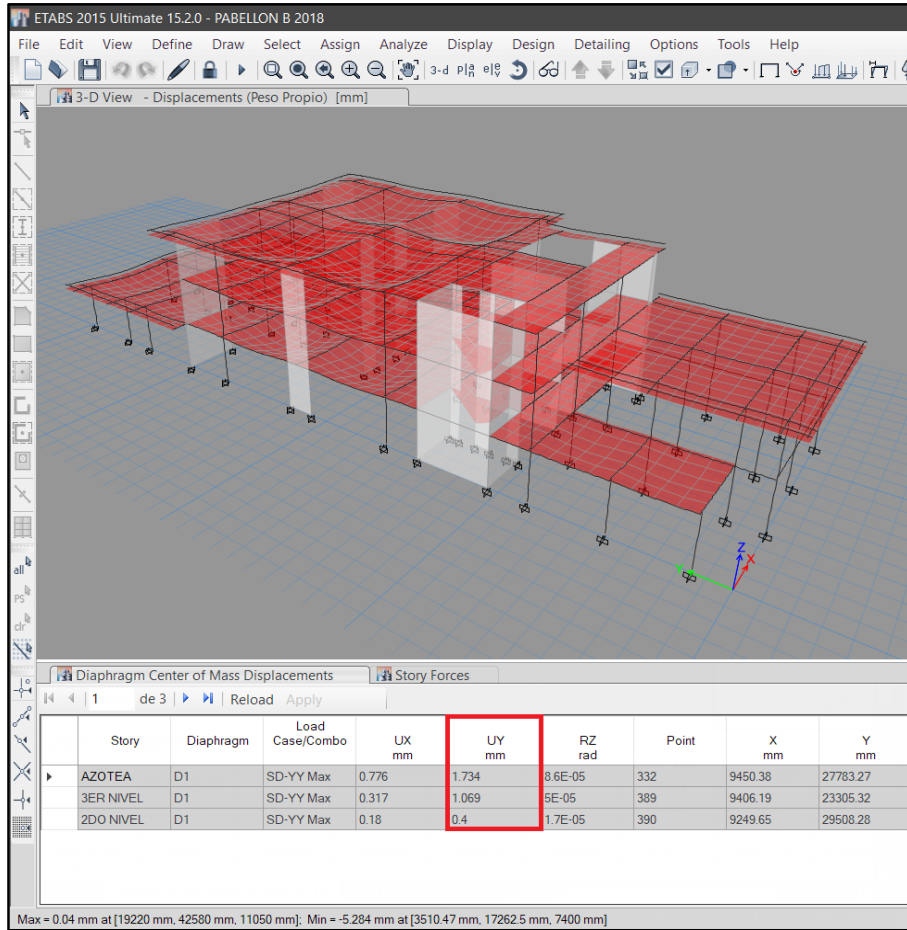 ETABS 2015 Ultimate 15.2.0 - PABELLON B 2018
File Edit View Define Draw Select Assign Analyze Display Design Detailing Options Tools Help
3-d plạ elẹ
3-D View - Displacements (Peso Propio) [mm]
all
PS
clr
Z
X
Y
Diaphragm Center of Mass Displacements Story Forces
1 de 3 Reload Apply
Story Diaphragm Load Case/Combo UX mm UY mm RZ rad Point X mm Y mm
AZOTEA D1 SD-YY Max 0.776 1.734 8.6E-05 332 9450.38 27783.27
3ER NIVEL D1 SD-YY Max 0.317 1.069 5E-05 389 9406.19 23305.32
2DO NIVEL D1 SD-YY Max 0.18 0.4 1.7E-05 390 9249.65 29508.28
Max = 0.04 mm at [19220 mm, 42580 mm, 11050 mm]; Min = -5.284 mm at [3510.47 mm, 17262.5 mm, 7400 mm]